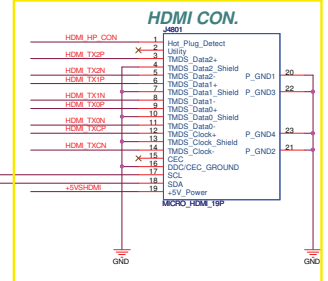 HDMI CON.
J4801
HDMI_HP_CON 1 Hot_Plug_Detect
2 Utility
HDMI_TX2P 3 TMDS_Data2+
4 TMDS_Data2_Shield
HDMI_TX2N 5 TMDS_Data2- P_GND1 20
HDMI_TX1P 6 TMDS_Data1+
7 TMDS_Data1_Shield P_GND3 22
HDMI_TX1N 8 TMDS_Data1-
HDMI_TX0P 9 TMDS_Data0+
10 TMDS_Data0_Shield
HDMI_TX0N 11 TMDS_Data0-
HDMI_TXCP 12 TMDS_Clock+ P_GND4 23
13 TMDS_Clock_Shield
HDMI_TXCN 14 TMDS_Clock- P_GND2 21
15 CEC
16 DDC/CEC_GROUND
17 SCL
18 SDA
+5VSHDMI 19 +5V_Power
MICRO_HDMI_19P
GND GND